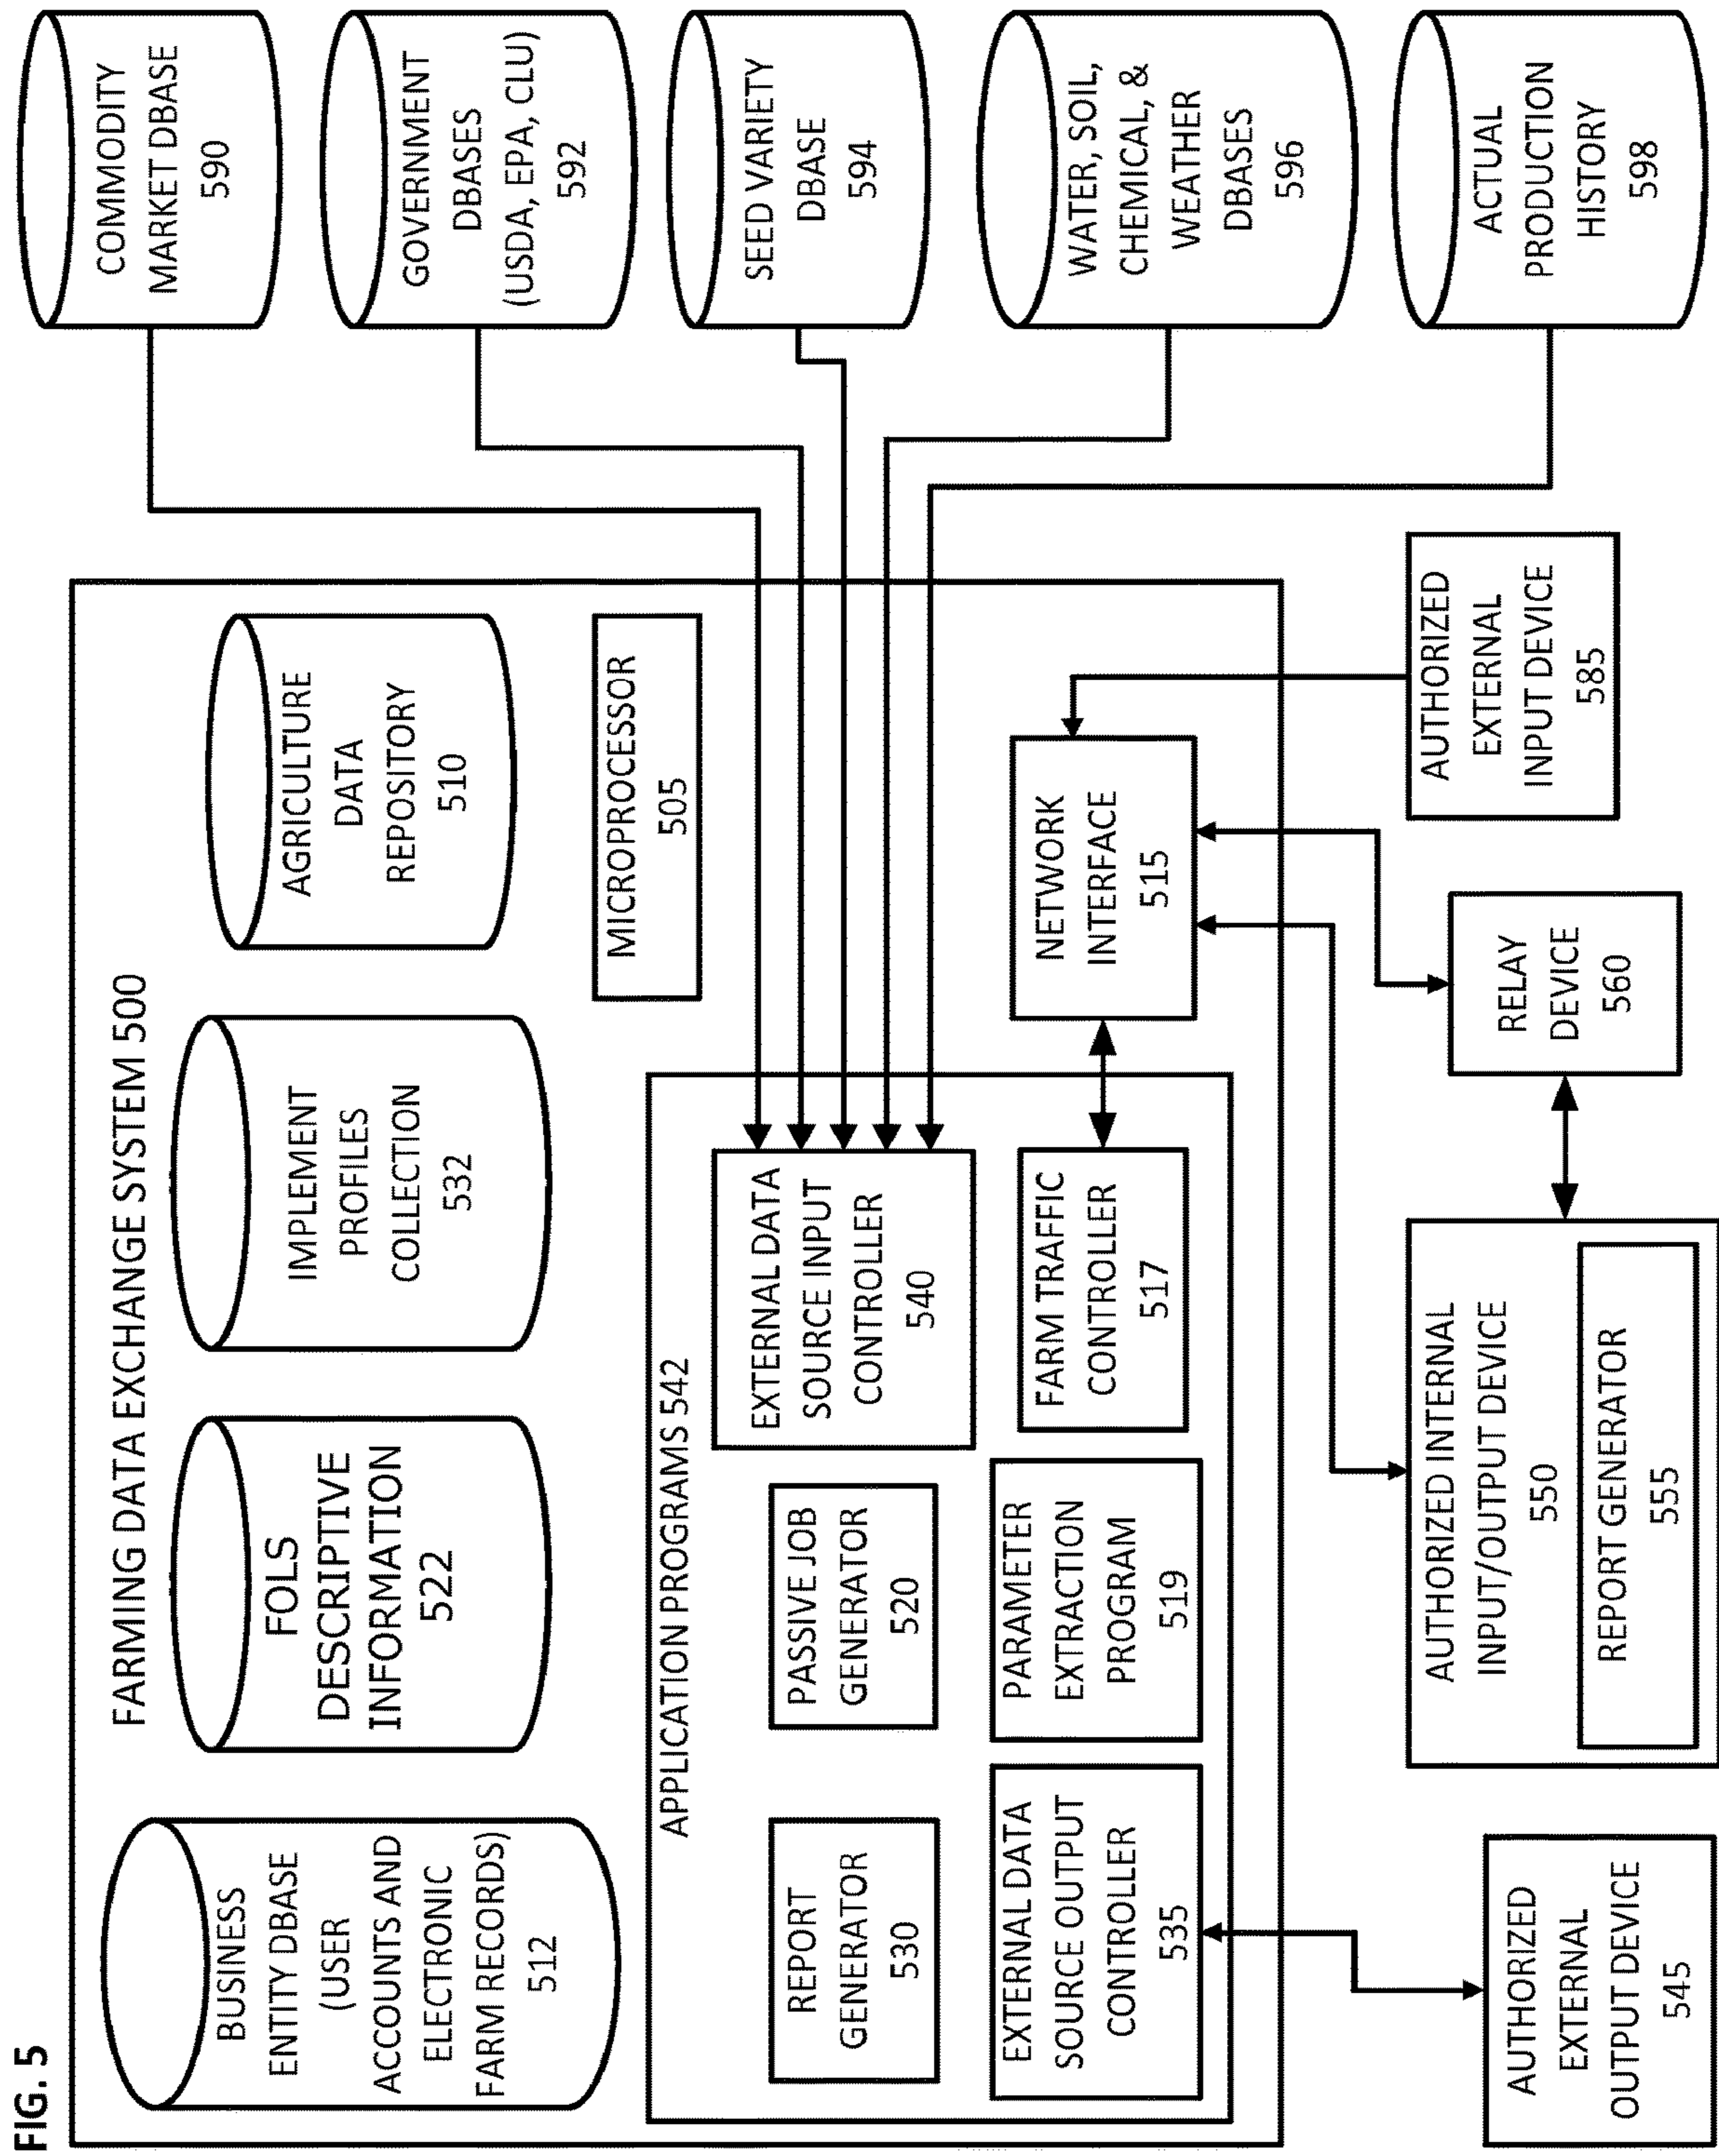 FIG. 5
FARMING DATA EXCHANGE SYSTEM 500
BUSINESS
ENTITY DBASE
(USER
ACCOUNTS AND
ELECTRONIC
FARM RECORDS)
512
FOLS
DESCRIPTIVE
INFORMATION
522
IMPLEMENT
PROFILES
COLLECTION
532
AGRICULTURE
DATA
REPOSITORY
510
MICROPROCESSOR
505
APPLICATION PROGRAMS 542
REPORT
GENERATOR
530
PASSIVE JOB
GENERATOR
520
EXTERNAL DATA
SOURCE INPUT
CONTROLLER
540
EXTERNAL DATA
SOURCE OUTPUT
CONTROLLER
535
PARAMETER
EXTRACTION
PROGRAM
519
FARM TRAFFIC
CONTROLLER
517
NETWORK
INTERFACE
515
AUTHORIZED
EXTERNAL
OUTPUT DEVICE
545
AUTHORIZED INTERNAL
INPUT/OUTPUT DEVICE
550
REPORT GENERATOR
555
RELAY
DEVICE
560
AUTHORIZED
EXTERNAL
INPUT DEVICE
585
COMMODITY
MARKET DBASE
590
GOVERNMENT
DBASES
(USDA, EPA, CLU)
592
SEED VARIETY
DBASE
594
WATER, SOIL,
CHEMICAL, &
WEATHER
DBASES
596
ACTUAL
PRODUCTION
HISTORY
598